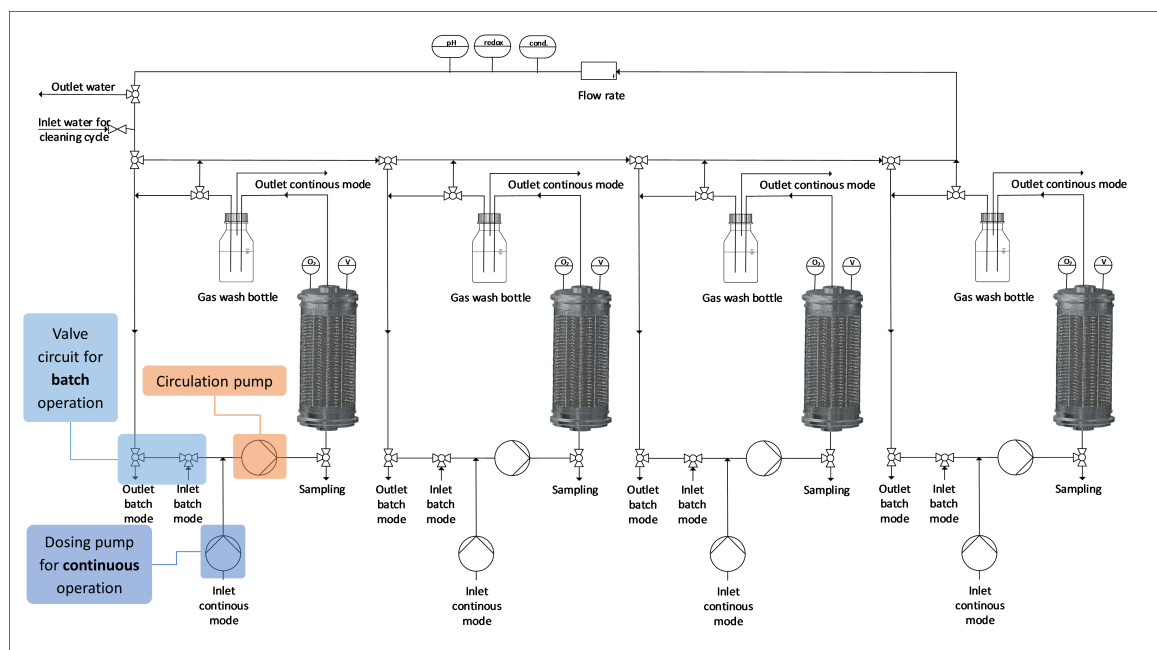 pH
redox
cond.
F
Flow rate
Outlet water
Inlet water for
cleaning cycle
Outlet continous mode
Outlet continous mode
Outlet continous mode
Outlet continous mode
O₂
V
O₂
V
O₂
V
O₂
V
Gas wash bottle
Gas wash bottle
Gas wash bottle
Gas wash bottle
Valve
circuit for
batch
operation
Circulation pump
Outlet
batch
mode
Inlet
batch
mode
Sampling
Outlet
batch
mode
Inlet
batch
mode
Sampling
Outlet
batch
mode
Inlet
batch
mode
Sampling
Outlet
batch
mode
Inlet
batch
mode
Sampling
Dosing pump
for continuous
operation
Inlet
continous
mode
Inlet
continous
mode
Inlet
continous
mode
Inlet
continous
mode